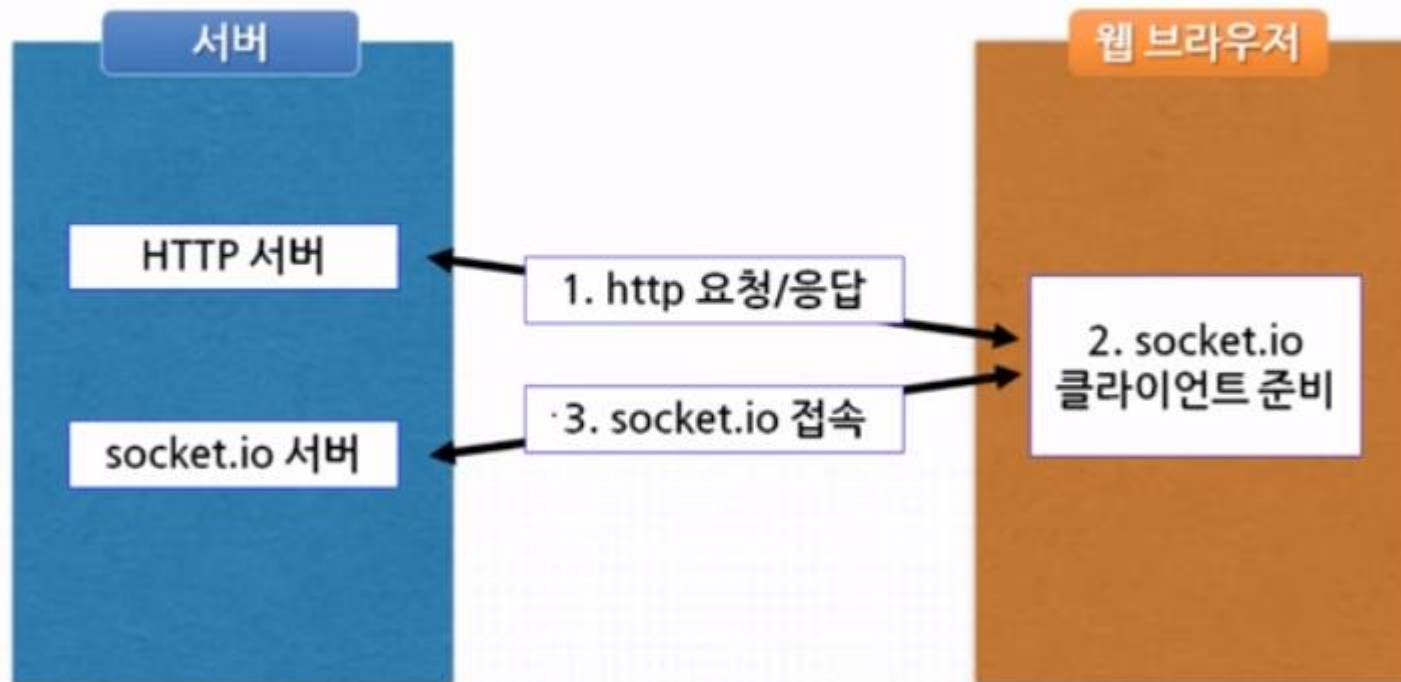 서버
웹 브라우저
HTTP 서버
1. http 요청/응답
2. socket.io
클라이언트 준비
3. socket.io 접속
socket.io 서버